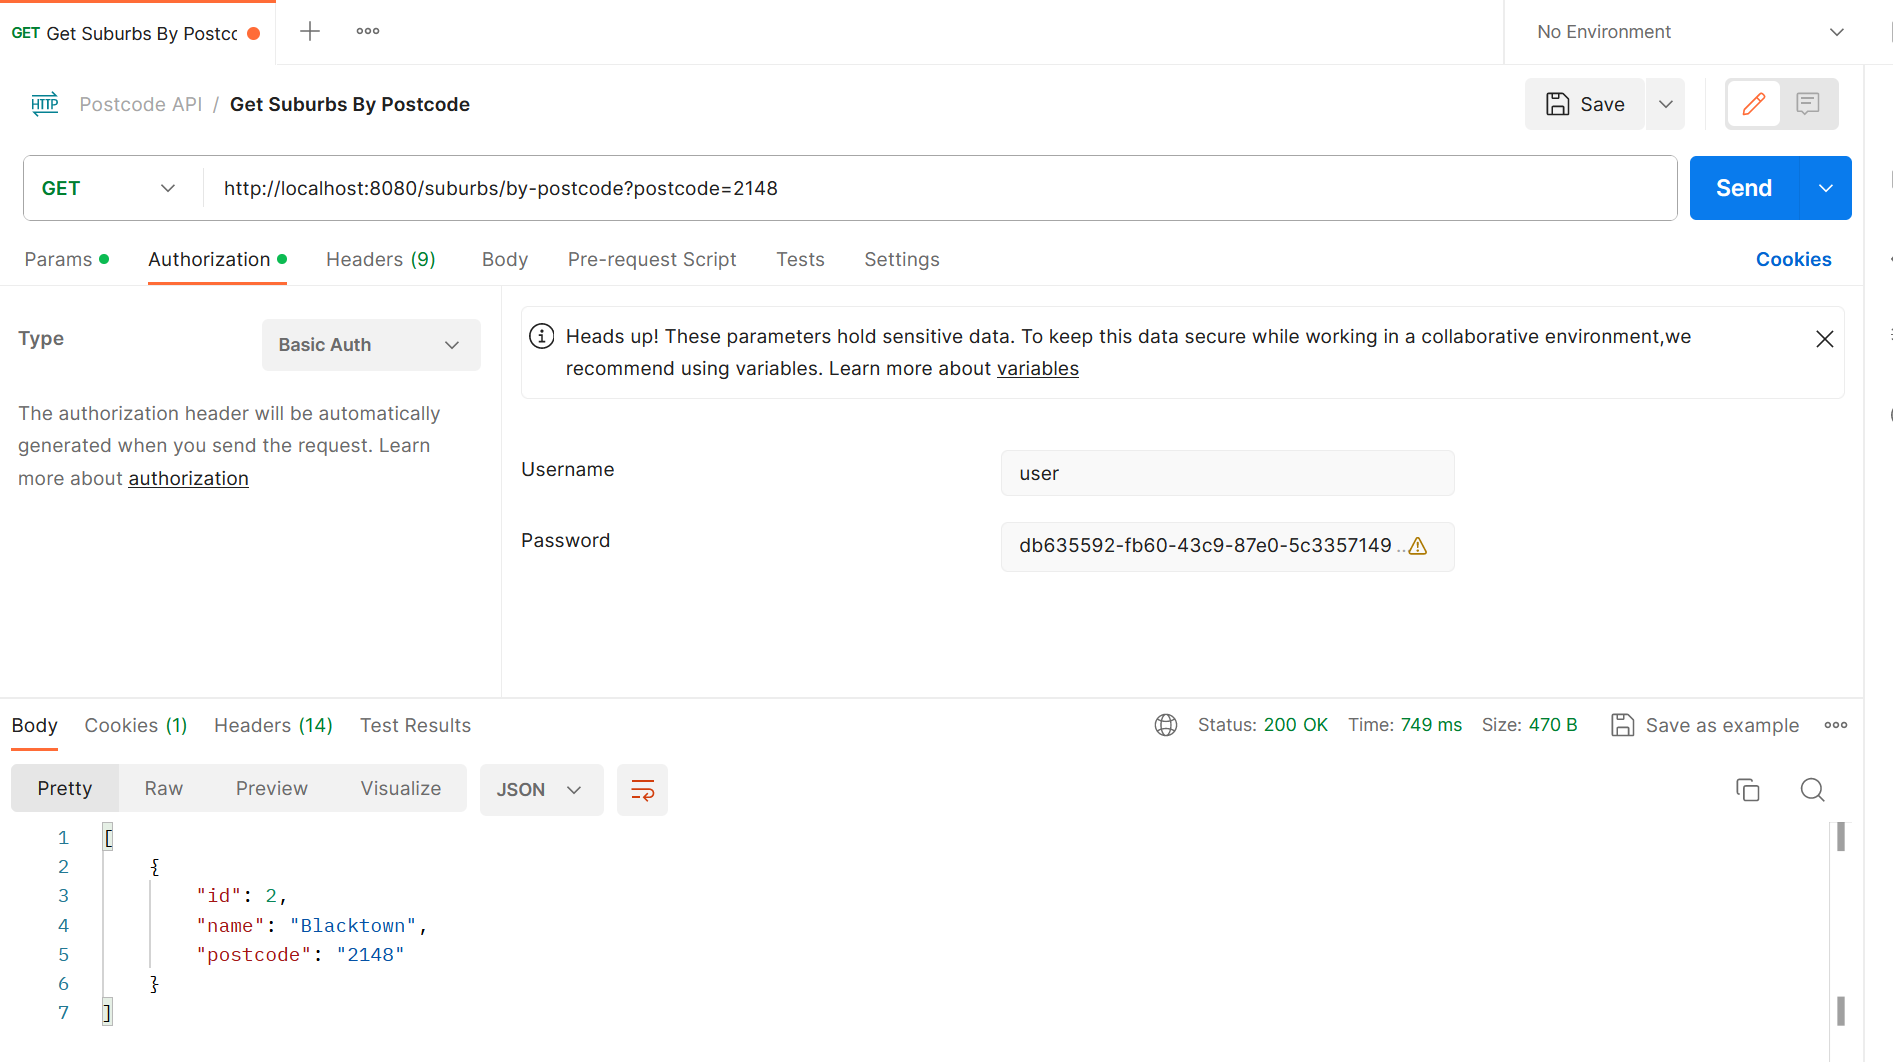 GET Get Suburbs By Postco
No Environment
HTTP Postcode API / Get Suburbs By Postcode
Save
GET http://localhost:8080/suburbs/by-postcode?postcode=2148
Send
Params Authorization Headers (9) Body Pre-request Script Tests Settings Cookies
Type
Basic Auth
The authorization header will be automatically
generated when you send the request. Learn
more about authorization
Heads up! These parameters hold sensitive data. To keep this data secure while working in a collaborative environment,we
recommend using variables. Learn more about variables
Username
user
Password
db635592-fb60-43c9-87e0-5c3357149 ..
Body Cookies (1) Headers (14) Test Results
Status: 200 OK Time: 749 ms Size: 470 B Save as example
Pretty Raw Preview Visualize JSON
1 [
2 {
3 "id": 2,
4 "name": "Blacktown",
5 "postcode": "2148"
6 }
7 ]